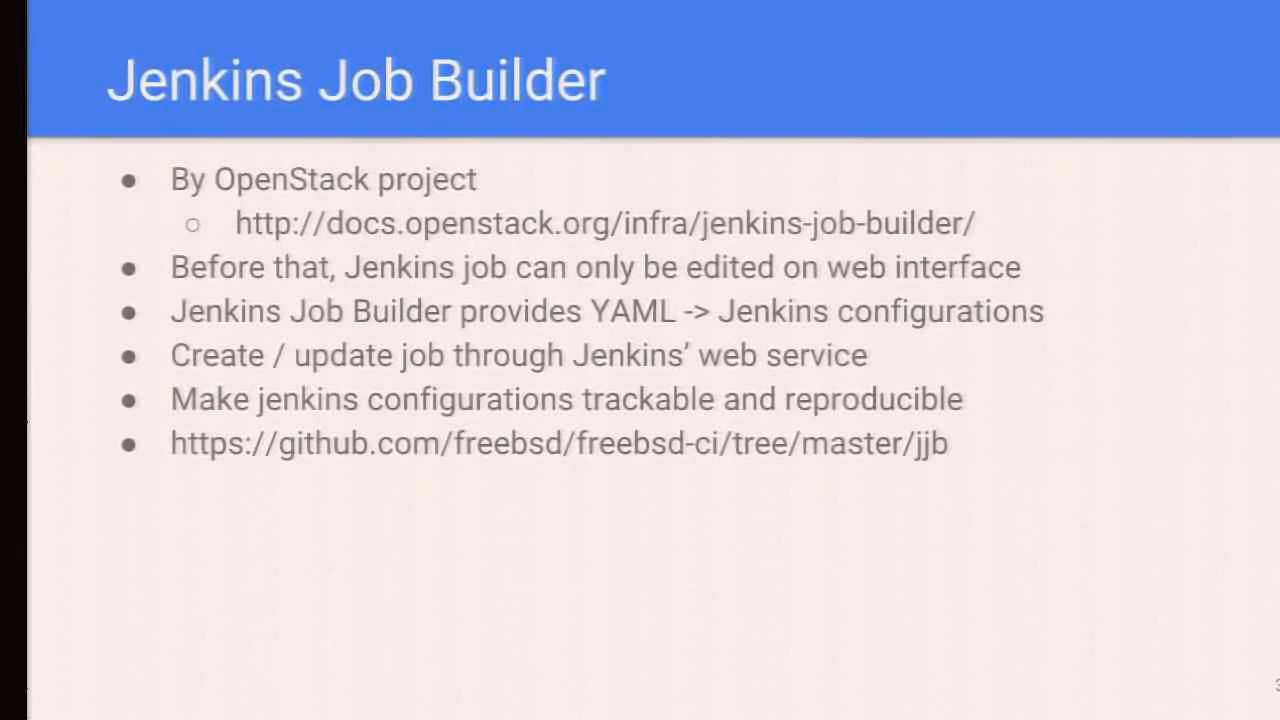 Jenkins Job Builder
● By OpenStack project
○ http://docs.openstack.org/infra/jenkins-job-builder/
● Before that, Jenkins job can only be edited on web interface
● Jenkins Job Builder provides YAML -> Jenkins configurations
● Create / update job through Jenkins’ web service
● Make jenkins configurations trackable and reproducible
● https://github.com/freebsd/freebsd-ci/tree/master/jjb